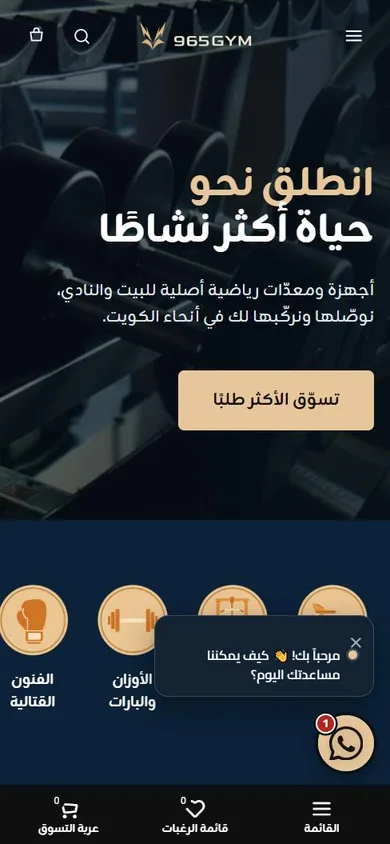 965GYM
انطلق نحو
حياة أكثر نشاطًا
أجهزة ومعدّات رياضية أصلية للبيت والنادي،
نوصّلها ونركّبها لك في أنحاء الكويت.
تسوّق الأكثر طلبًا
مرحباً بك! 👋 كيف يمكننا
مساعدتك اليوم؟
الأوزان
والبارات
الفنون
القتالية
1
القائمة
0
قائمة الرغبات
0
عربة التسوق